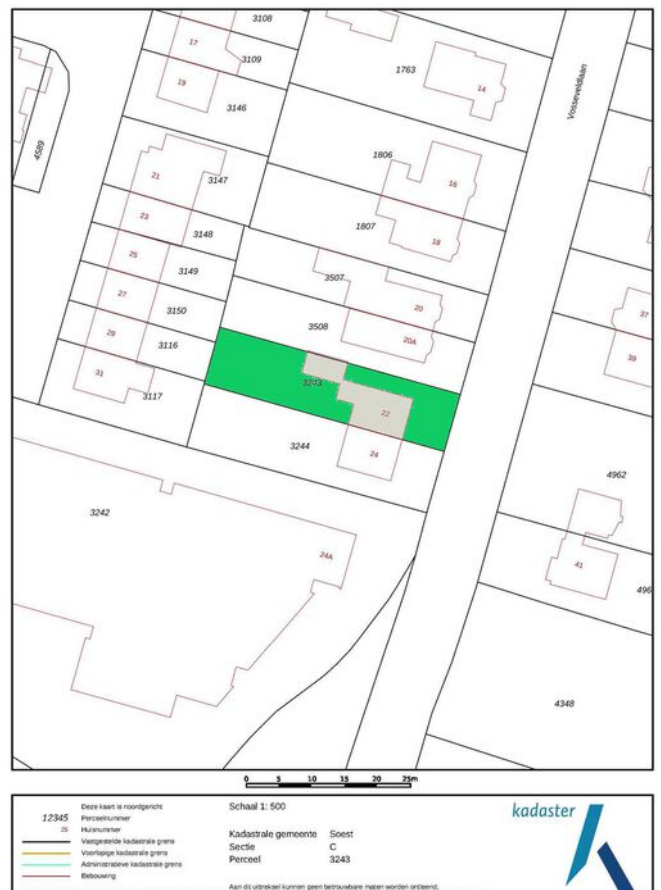 3108
17
3109
19
3146
1763
14
Vosseveldlaan
4589
1806
16
21
3147
23
3148
1807
18
25
3149
3507
27
3150
20
37
3508
29
3116
20A
39
31
3243
3117
22
3244
24
4962
3242
24A
41
496
4348
0 5 10 15 20 25m
Deze kaart is noordgericht
12345 Perceelnummer
25 Huisnummer
Vastgestelde kadastrale grens
Voorlopige kadastrale grens
Administratieve kadastrale grens
Bebouwing
Schaal 1: 500
Kadastrale gemeente Soest
Sectie C
Perceel 3243
kadaster
Aan dit uittreksel kunnen geen betrouwbare maten worden ontleend.